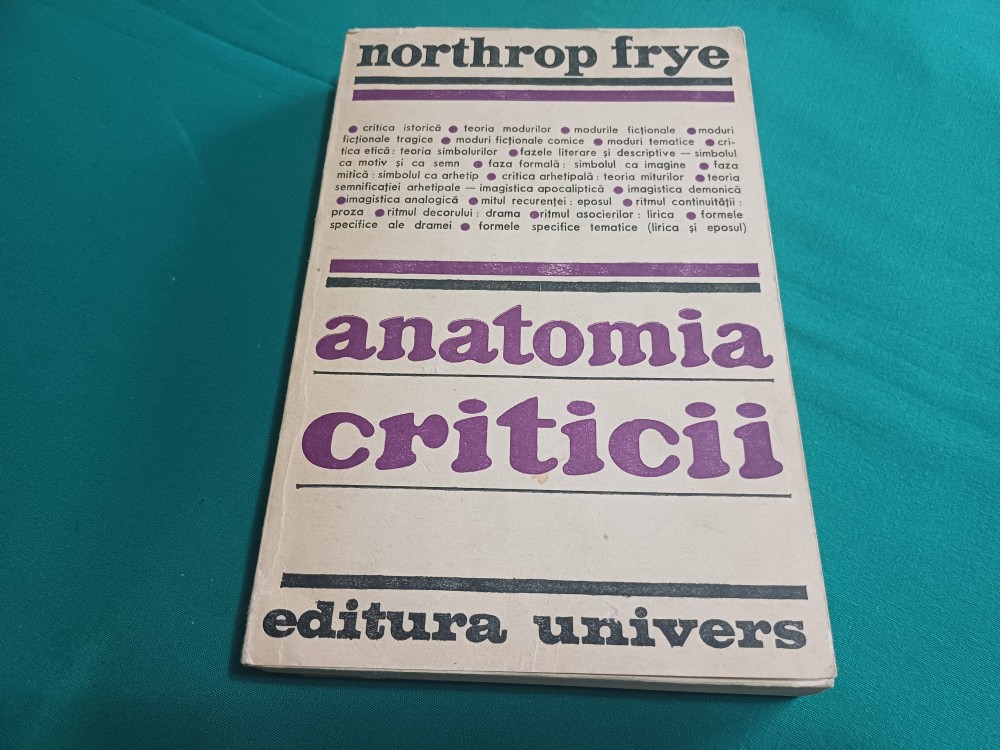 northrop frye
● critica istorică ● teoria modurilor ● modurile ficționale ● moduri
ficționale tragice ● moduri ficționale comice ● moduri tematice ● cri-
tica etică: teoria simbolurilor ● fazele literare și descriptive — simbolul
ca motiv și ca semn ● faza formală: simbolul ca imagine ● faza
mitică: simbolul ca arhetip ● critica arhetipală: teoria miturilor ● teoria
semnificației arhetipale — imagistica apocaliptică ● imagistica demonică
● imagistica analogică ● mitul recurenței: eposul ● ritmul continuității:
proza ● ritmul decorului: drama ● ritmul asocierilor: lirica ● formele
specifice ale dramei ● formele specifice tematice (lirica și eposul)
anatomia
criticii
editura univers